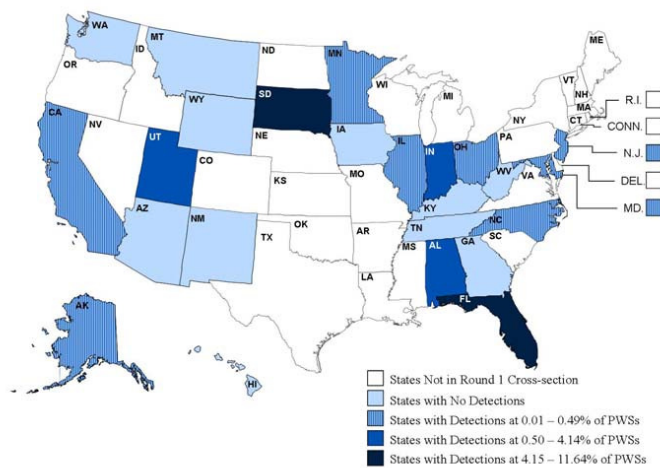 WA
MT
ND
MN
ME
ID
OR
VT
NH
WI
MA
R.I.
SD
MI
NY
CT
CONN.
WY
CA
IA
PA
N.J.
NV
NE
UT
IL
IN
OH
DEL.
CO
WV
VA
MD.
KS
MO
KY
NC
AZ
NM
TN
OK
AR
SC
TX
MS
AL
GA
LA
FL
AK
HI
States Not in Round 1 Cross-section
States with No Detections
States with Detections at 0.01 – 0.49% of PWSs
States with Detections at 0.50 – 4.14% of PWSs
States with Detections at 4.15 – 11.64% of PWSs